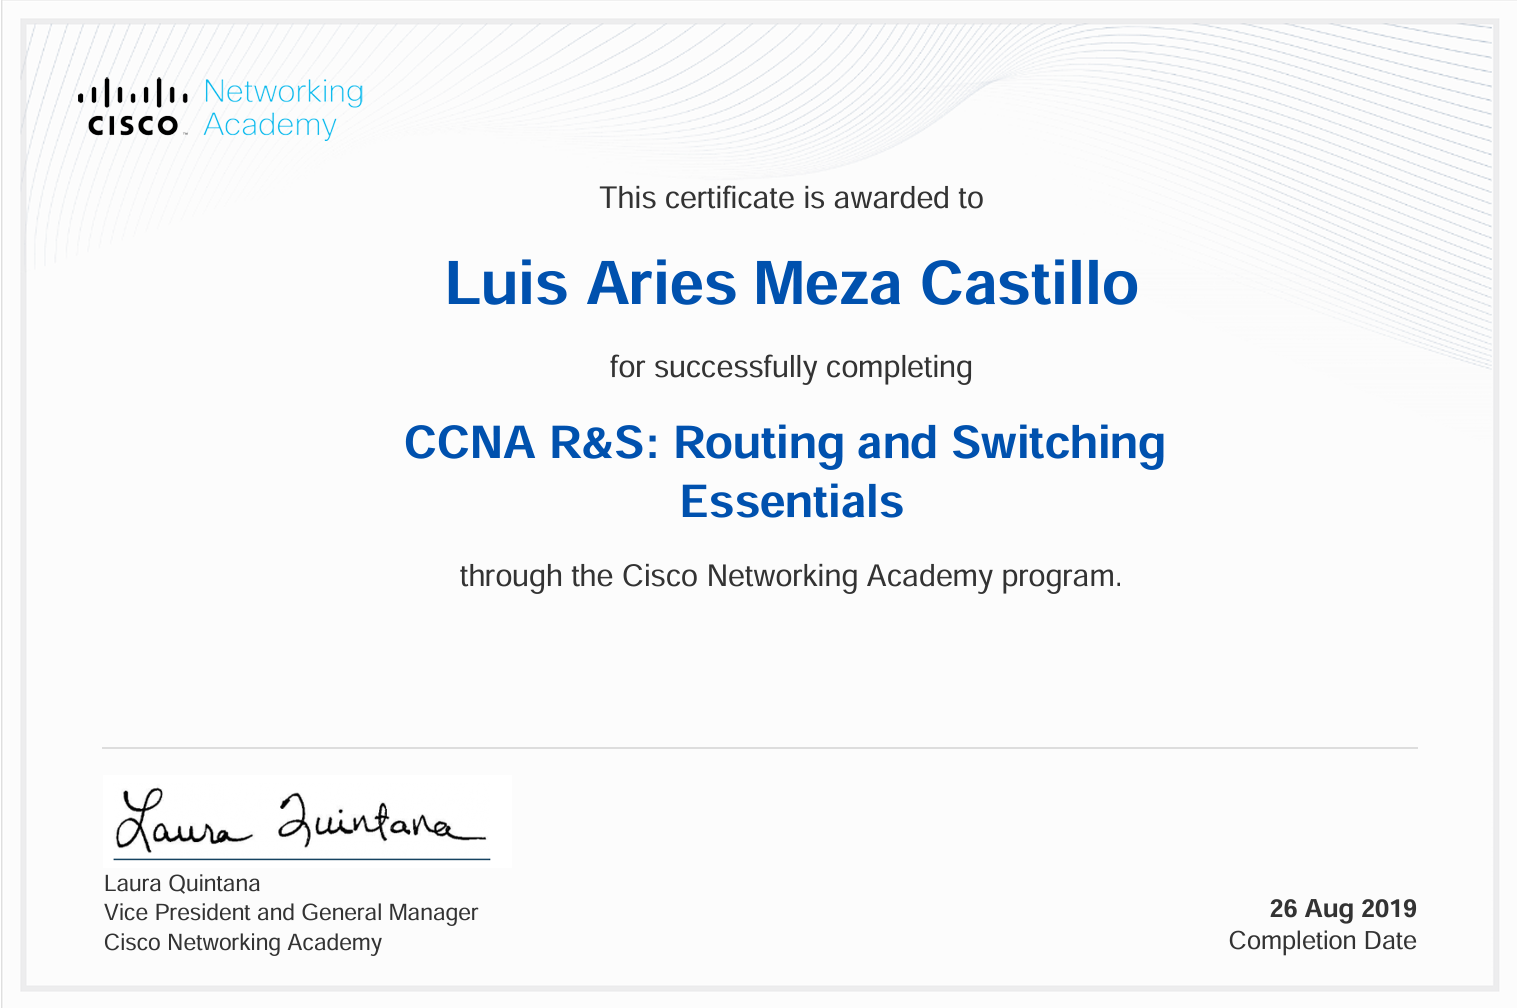 CISCO™ Networking
Academy
This certificate is awarded to
Luis Aries Meza Castillo
for successfully completing
CCNA R&S: Routing and Switching
Essentials
through the Cisco Networking Academy program.
Laura Quintana
Laura Quintana
Vice President and General Manager
Cisco Networking Academy
26 Aug 2019
Completion Date